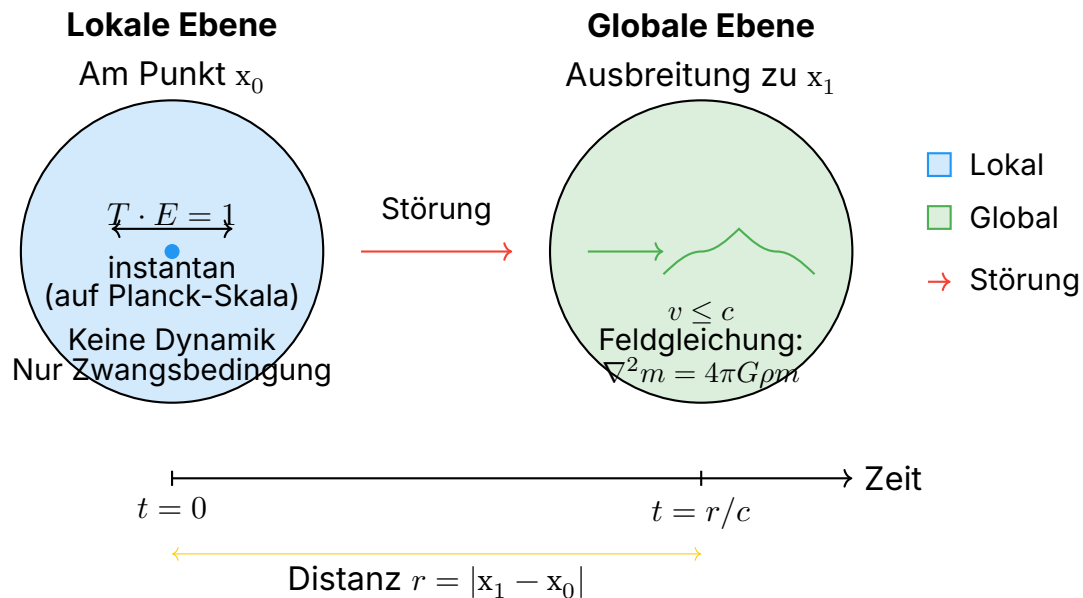 Lokale Ebene
Am Punkt x₀
T · E = 1
instantan
(auf Planck-Skala)
Keine Dynamik
Nur Zwangsbedingung
Störung
Globale Ebene
Ausbreitung zu x₁
v ≤ c
Feldgleichung:
∇²m = 4πGρm
Lokal
Global
Störung
Zeit
t = 0
t = r/c
Distanz r = |x₁ − x₀|